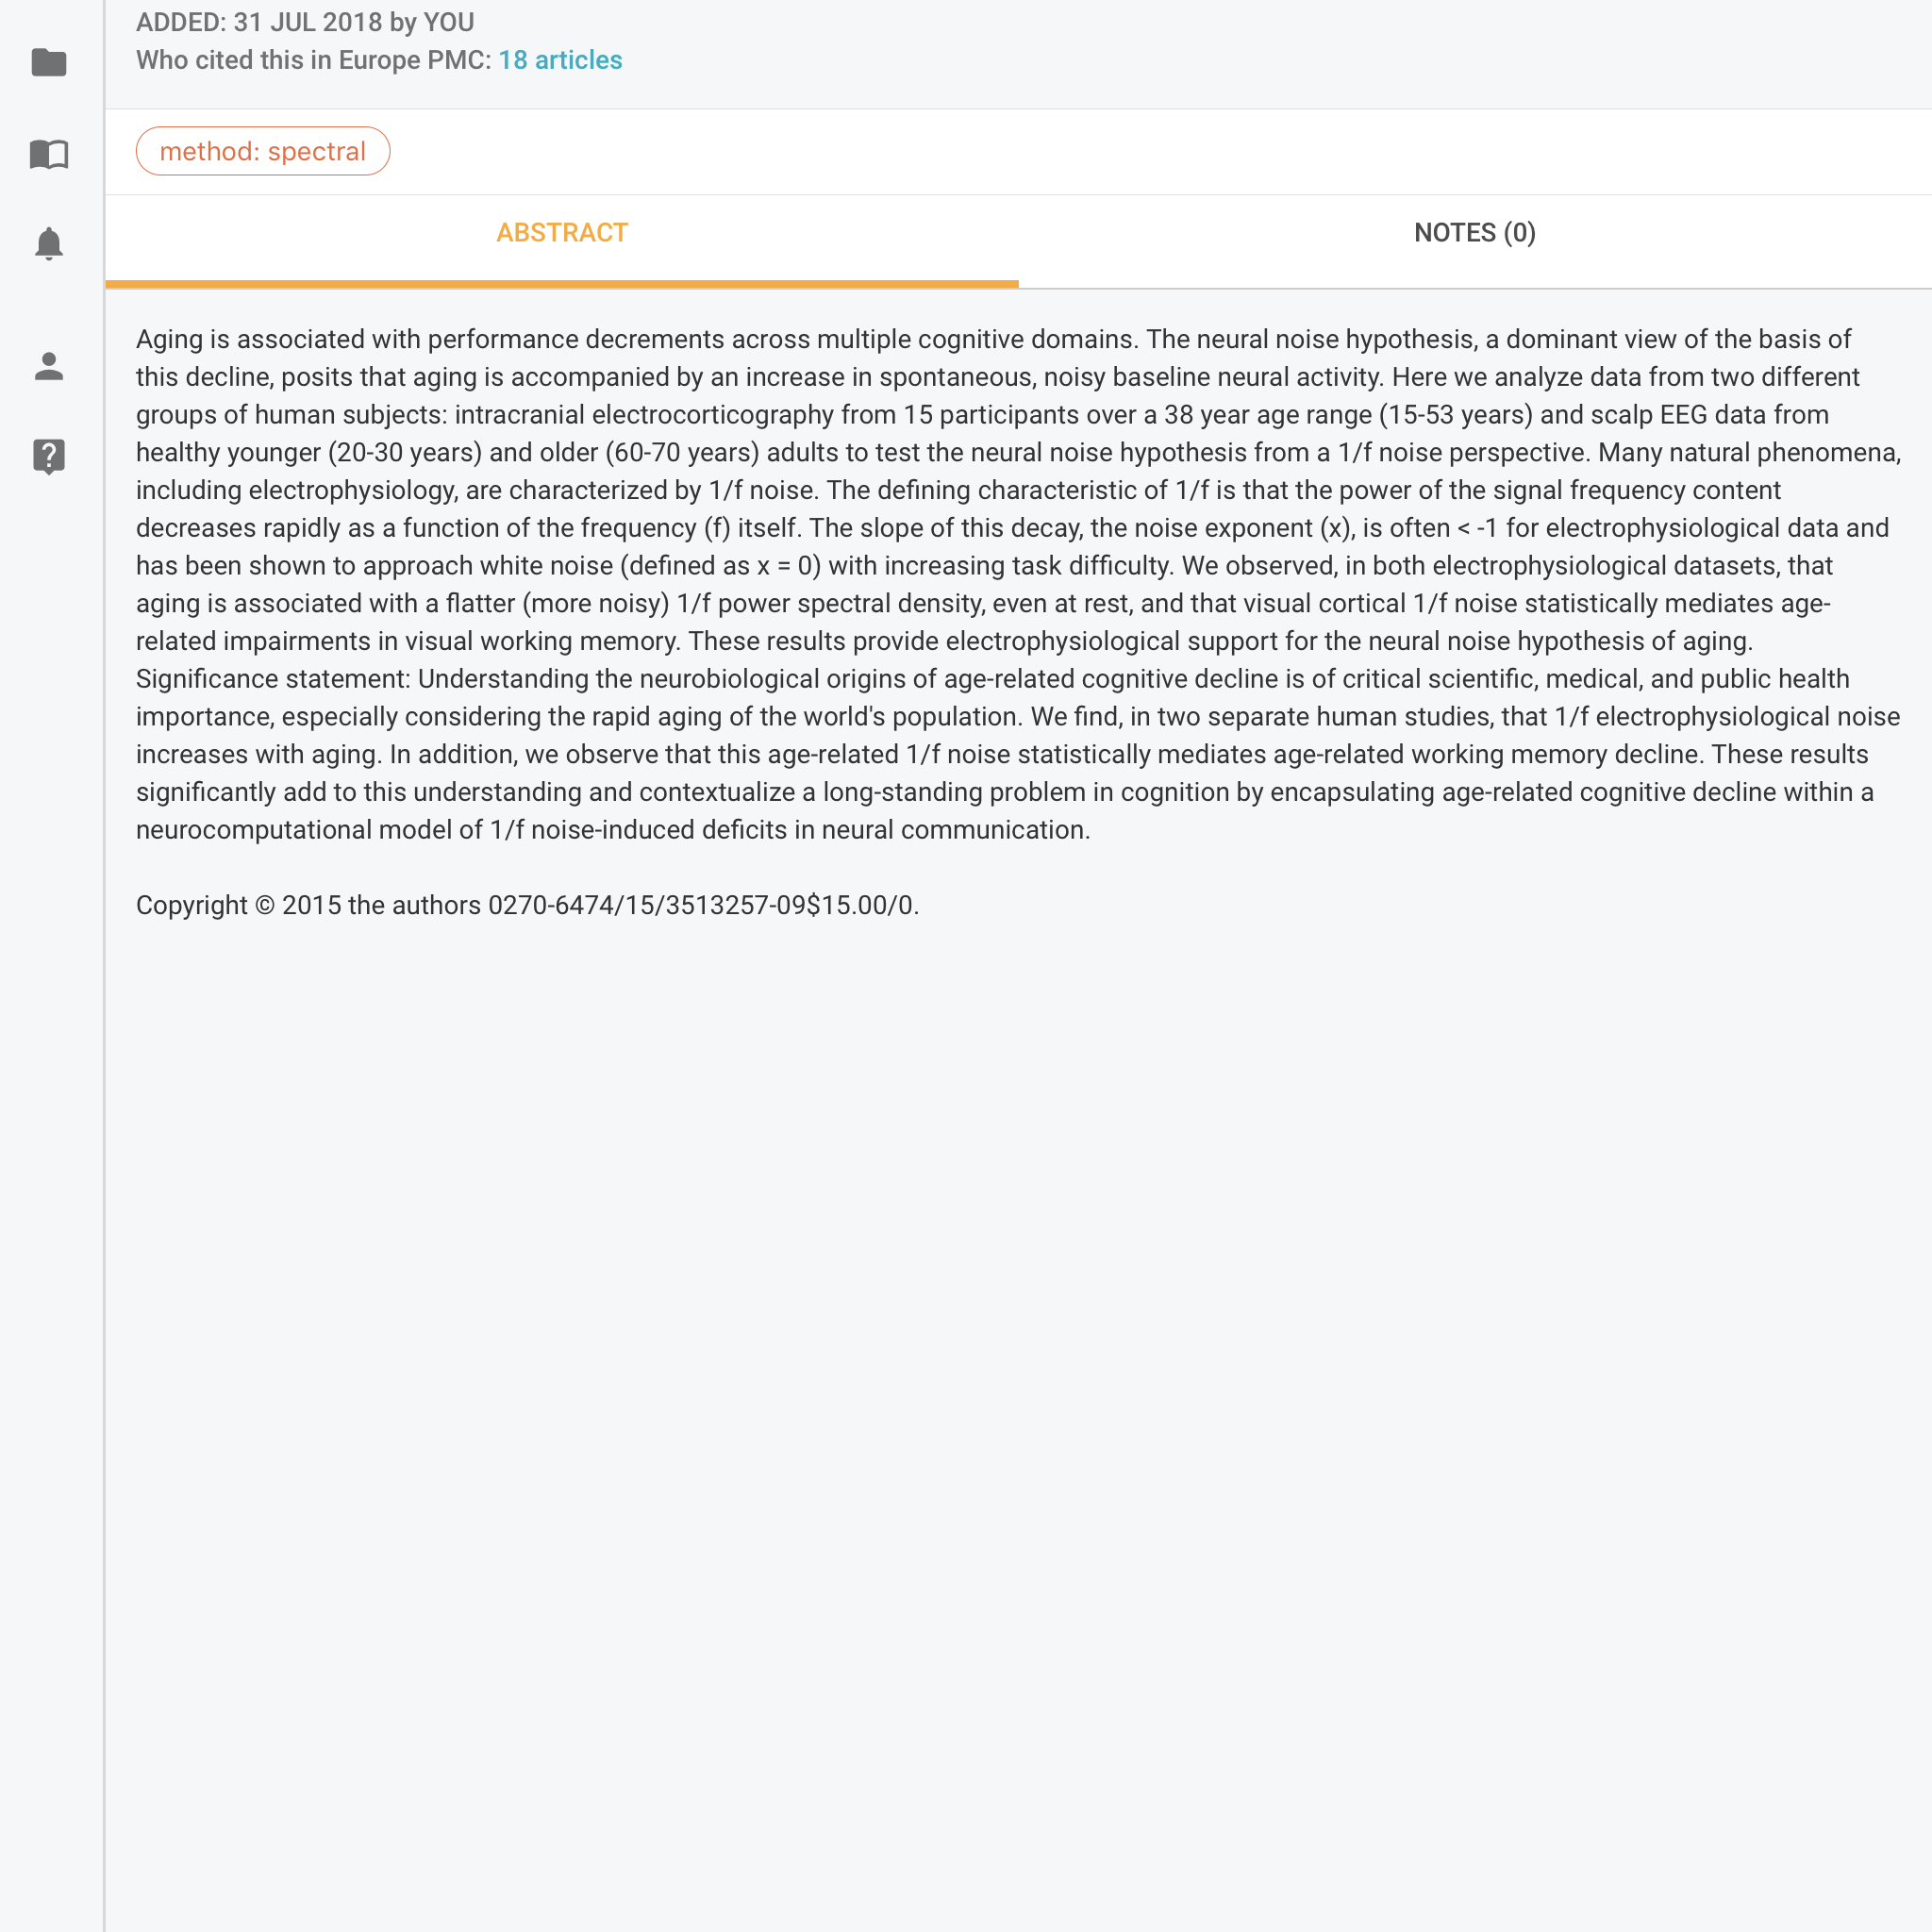 ADDED: 31 JUL 2018 by YOU
Who cited this in Europe PMC: 18 articles
method: spectral
ABSTRACT
NOTES (0)
Aging is associated with performance decrements across multiple cognitive domains. The neural noise hypothesis, a dominant view of the basis of
this decline, posits that aging is accompanied by an increase in spontaneous, noisy baseline neural activity. Here we analyze data from two different
groups of human subjects: intracranial electrocorticography from 15 participants over a 38 year age range (15-53 years) and scalp EEG data from
healthy younger (20-30 years) and older (60-70 years) adults to test the neural noise hypothesis from a 1/f noise perspective. Many natural phenomena,
including electrophysiology, are characterized by 1/f noise. The defining characteristic of 1/f is that the power of the signal frequency content
decreases rapidly as a function of the frequency (f) itself. The slope of this decay, the noise exponent (x), is often < -1 for electrophysiological data and
has been shown to approach white noise (defined as x = 0) with increasing task difficulty. We observed, in both electrophysiological datasets, that
aging is associated with a flatter (more noisy) 1/f power spectral density, even at rest, and that visual cortical 1/f noise statistically mediates age-
related impairments in visual working memory. These results provide electrophysiological support for the neural noise hypothesis of aging.
Significance statement: Understanding the neurobiological origins of age-related cognitive decline is of critical scientific, medical, and public health
importance, especially considering the rapid aging of the world's population. We find, in two separate human studies, that 1/f electrophysiological noise
increases with aging. In addition, we observe that this age-related 1/f noise statistically mediates age-related working memory decline. These results
significantly add to this understanding and contextualize a long-standing problem in cognition by encapsulating age-related cognitive decline within a
neurocomputational model of 1/f noise-induced deficits in neural communication.
Copyright © 2015 the authors 0270-6474/15/3513257-09$15.00/0.